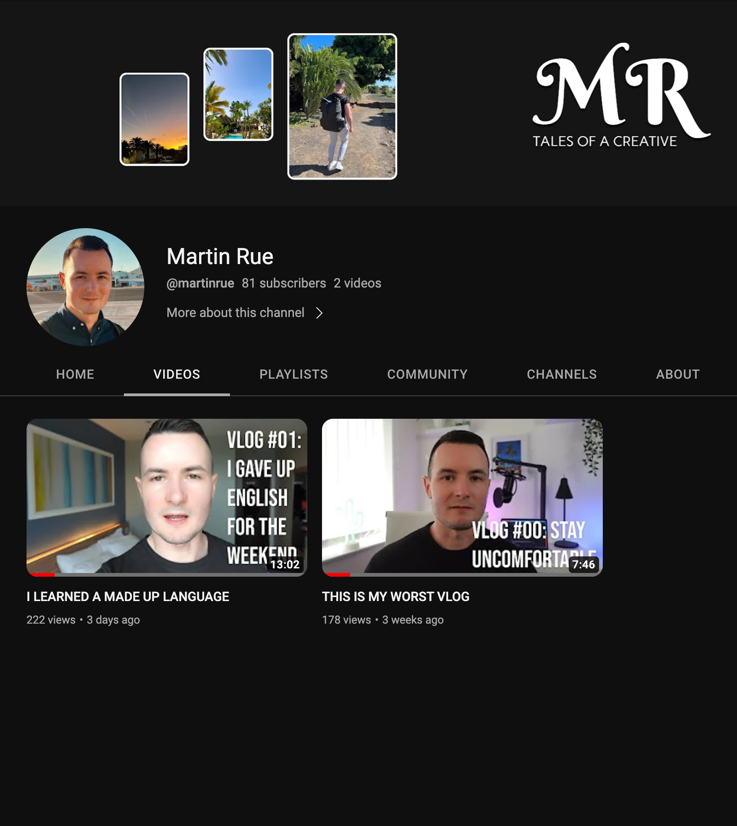 MR
TALES OF A CREATIVE
Martin Rue
@martinrue 81 subscribers 2 videos
More about this channel
HOME VIDEOS PLAYLISTS COMMUNITY CHANNELS ABOUT
VLOG #01:
I GAVE UP
ENGLISH
FOR THE
WEEKEND
13:02
I LEARNED A MADE UP LANGUAGE
222 views • 3 days ago
VLOG #00: STAY
UNCOMFORTABLE
7:46
THIS IS MY WORST VLOG
178 views • 3 weeks ago